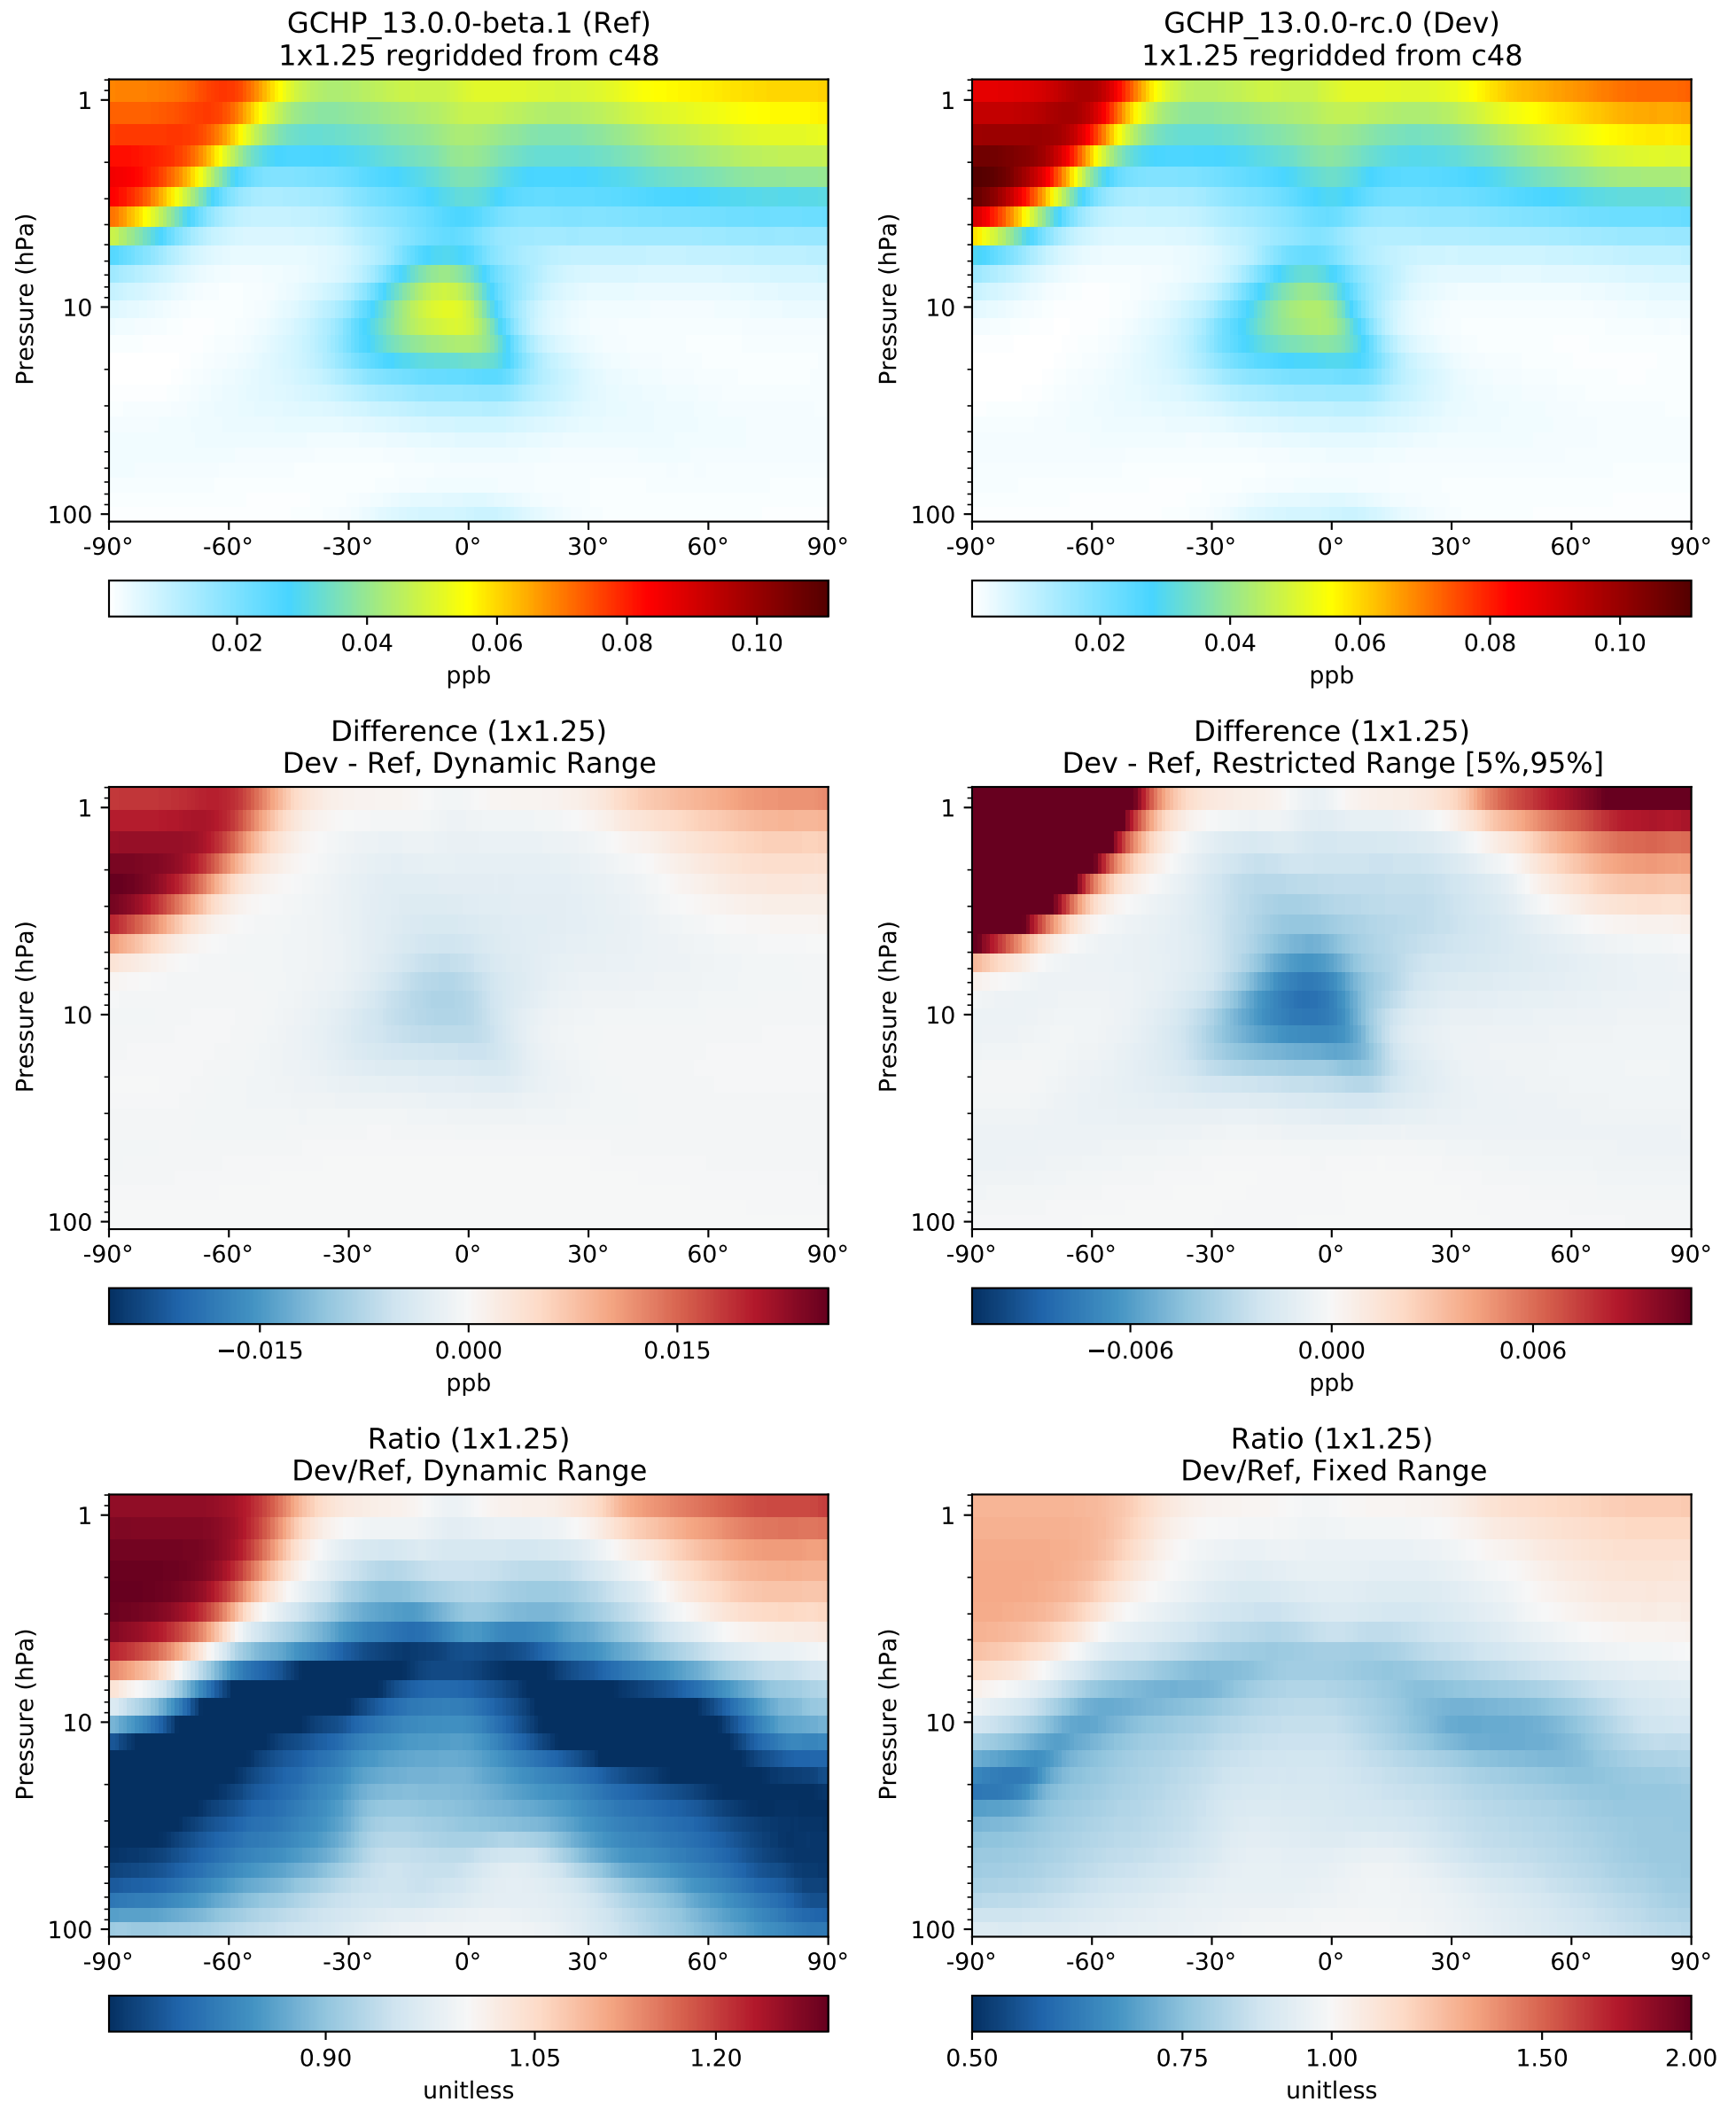 GCHP_13.0.0-beta.1 (Ref)
1x1.25 regridded from c48
Pressure (hPa)
1
10
100
-90° -60° -30° 0° 30° 60° 90°
0.02 0.04 0.06 0.08 0.10
ppb
GCHP_13.0.0-rc.0 (Dev)
1x1.25 regridded from c48
Pressure (hPa)
1
10
100
-90° -60° -30° 0° 30° 60° 90°
0.02 0.04 0.06 0.08 0.10
ppb
Difference (1x1.25)
Dev - Ref, Dynamic Range
Pressure (hPa)
1
10
100
-90° -60° -30° 0° 30° 60° 90°
−0.015 0.000 0.015
ppb
Difference (1x1.25)
Dev - Ref, Restricted Range [5%,95%]
Pressure (hPa)
1
10
100
-90° -60° -30° 0° 30° 60° 90°
−0.006 0.000 0.006
ppb
Ratio (1x1.25)
Dev/Ref, Dynamic Range
Pressure (hPa)
1
10
100
-90° -60° -30° 0° 30° 60° 90°
0.90 1.05 1.20
unitless
Ratio (1x1.25)
Dev/Ref, Fixed Range
Pressure (hPa)
1
10
100
-90° -60° -30° 0° 30° 60° 90°
0.50 0.75 1.00 1.50 2.00
unitless